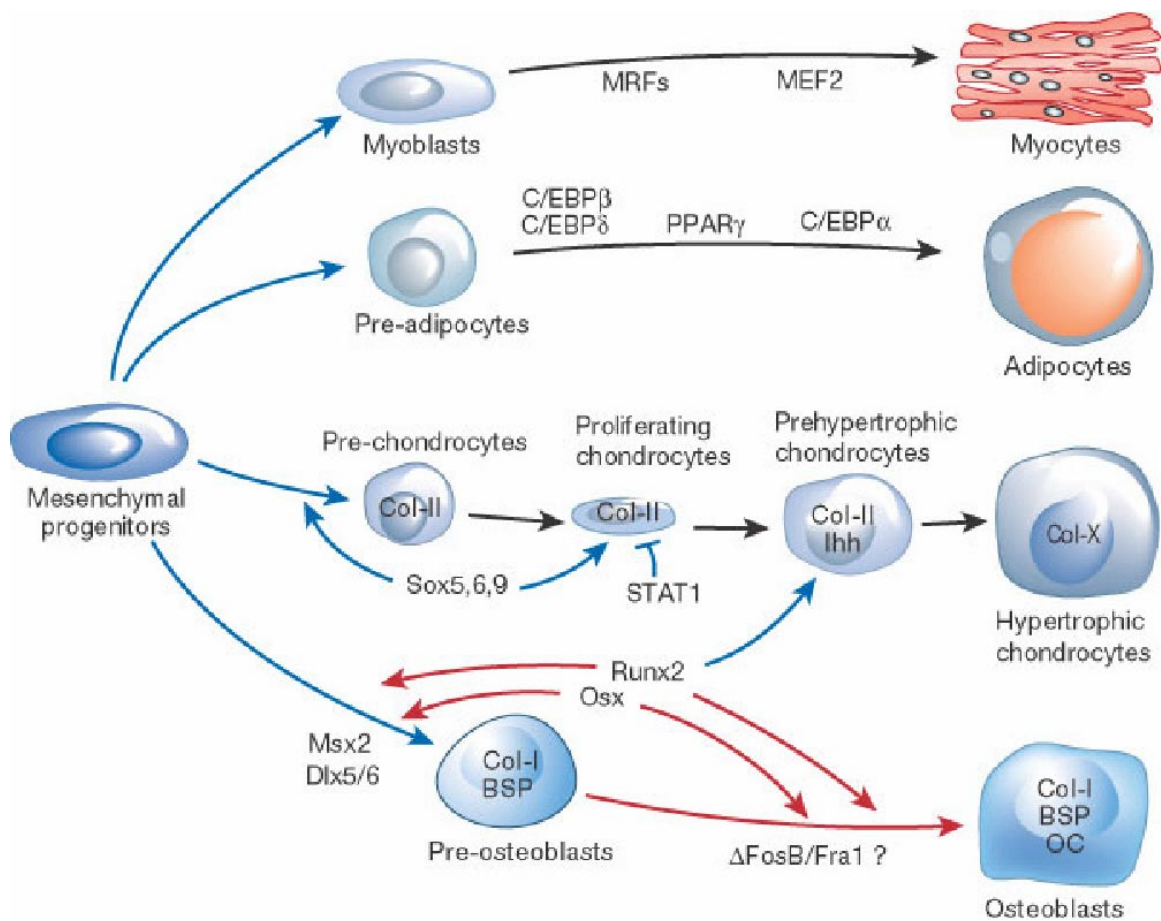 MRFs
MEF2
Myoblasts
Myocytes
C/EBPβ
C/EBPδ
PPARγ
C/EBPα
Pre-adipocytes
Adipocytes
Mesenchymal
progenitors
Pre-chondrocytes
Col-II
Proliferating
chondrocytes
Col-II
Prehypertrophic
chondrocytes
Col-II
Ihh
Col-X
Hypertrophic
chondrocytes
Sox5,6,9
STAT1
Runx2
Osx
Msx2
Dlx5/6
Col-I
BSP
Pre-osteoblasts
ΔFosB/Fra1 ?
Col-I
BSP
OC
Osteoblasts